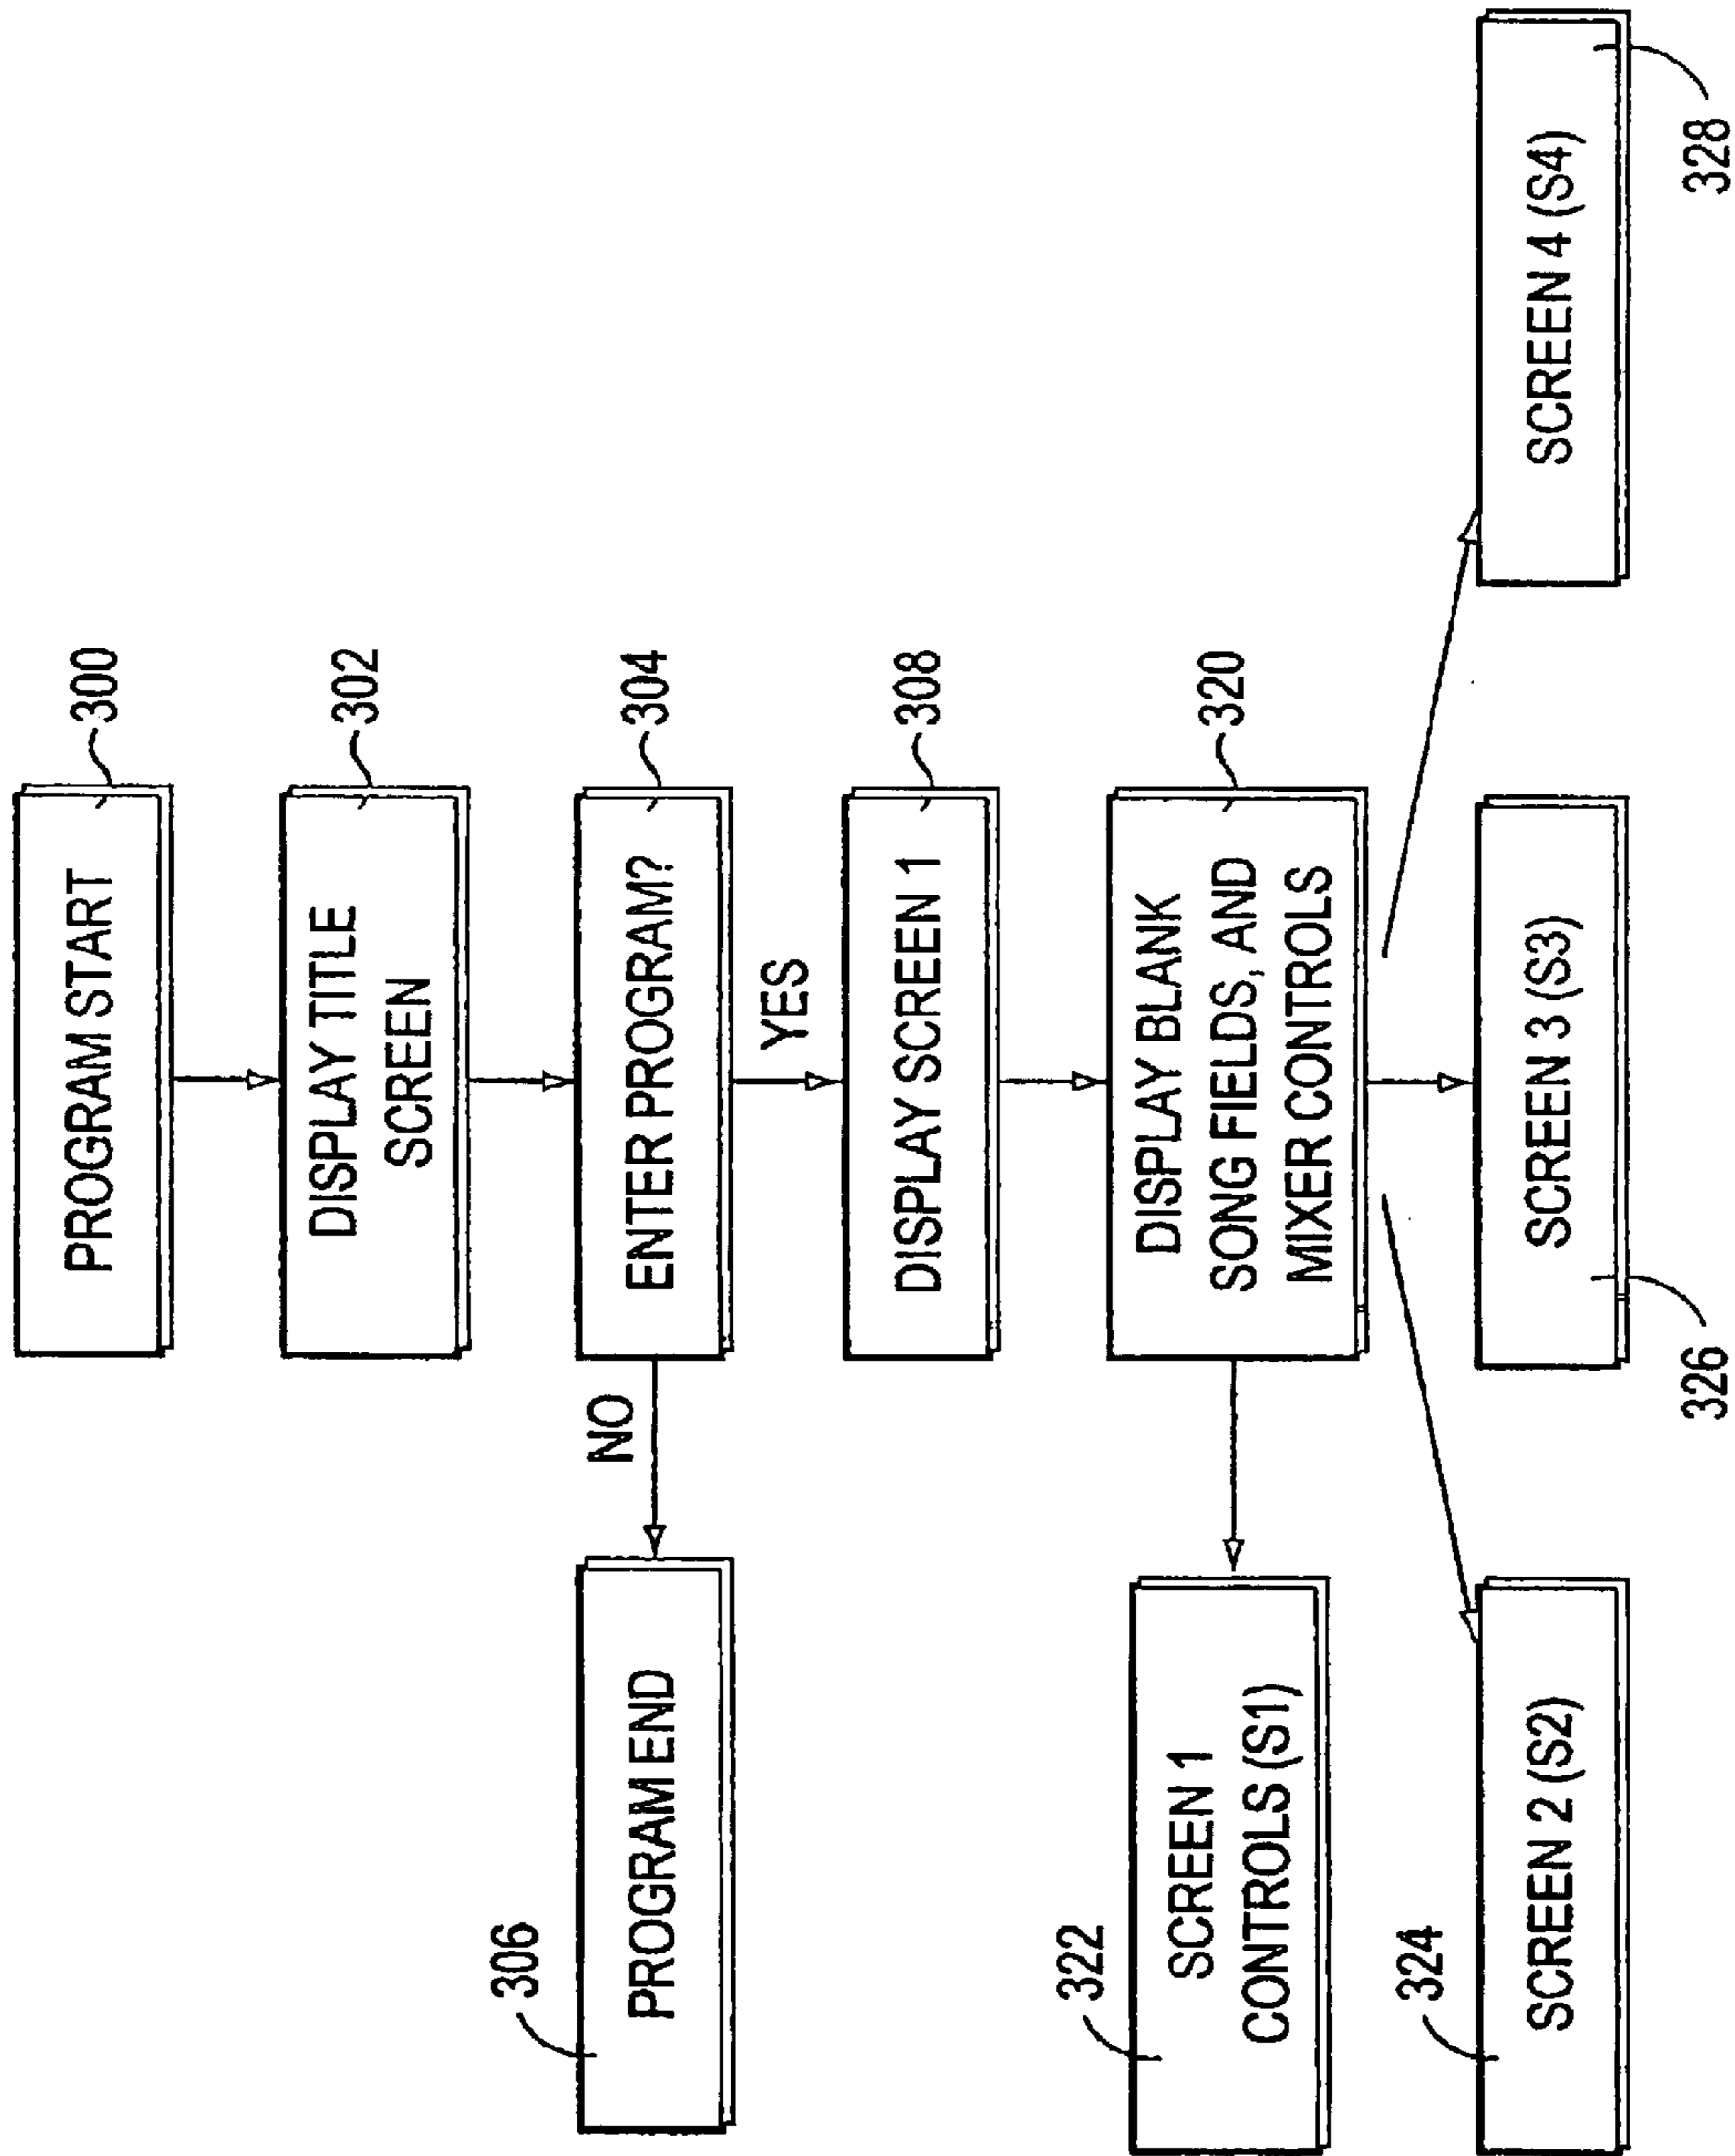 PROGRAM START
300
DISPLAY TITLE
SCREEN
302
ENTER PROGRAM?
304
NO
YES
306
PROGRAM END
DISPLAY SCREEN 1
308
DISPLAY BLANK
SONG FIELDS, AND
MIXER CONTROLS
320
322
SCREEN 1
CONTROLS (S1)
324
SCREEN 2 (S2)
SCREEN 3 (S3)
326
SCREEN 4 (S4)
328